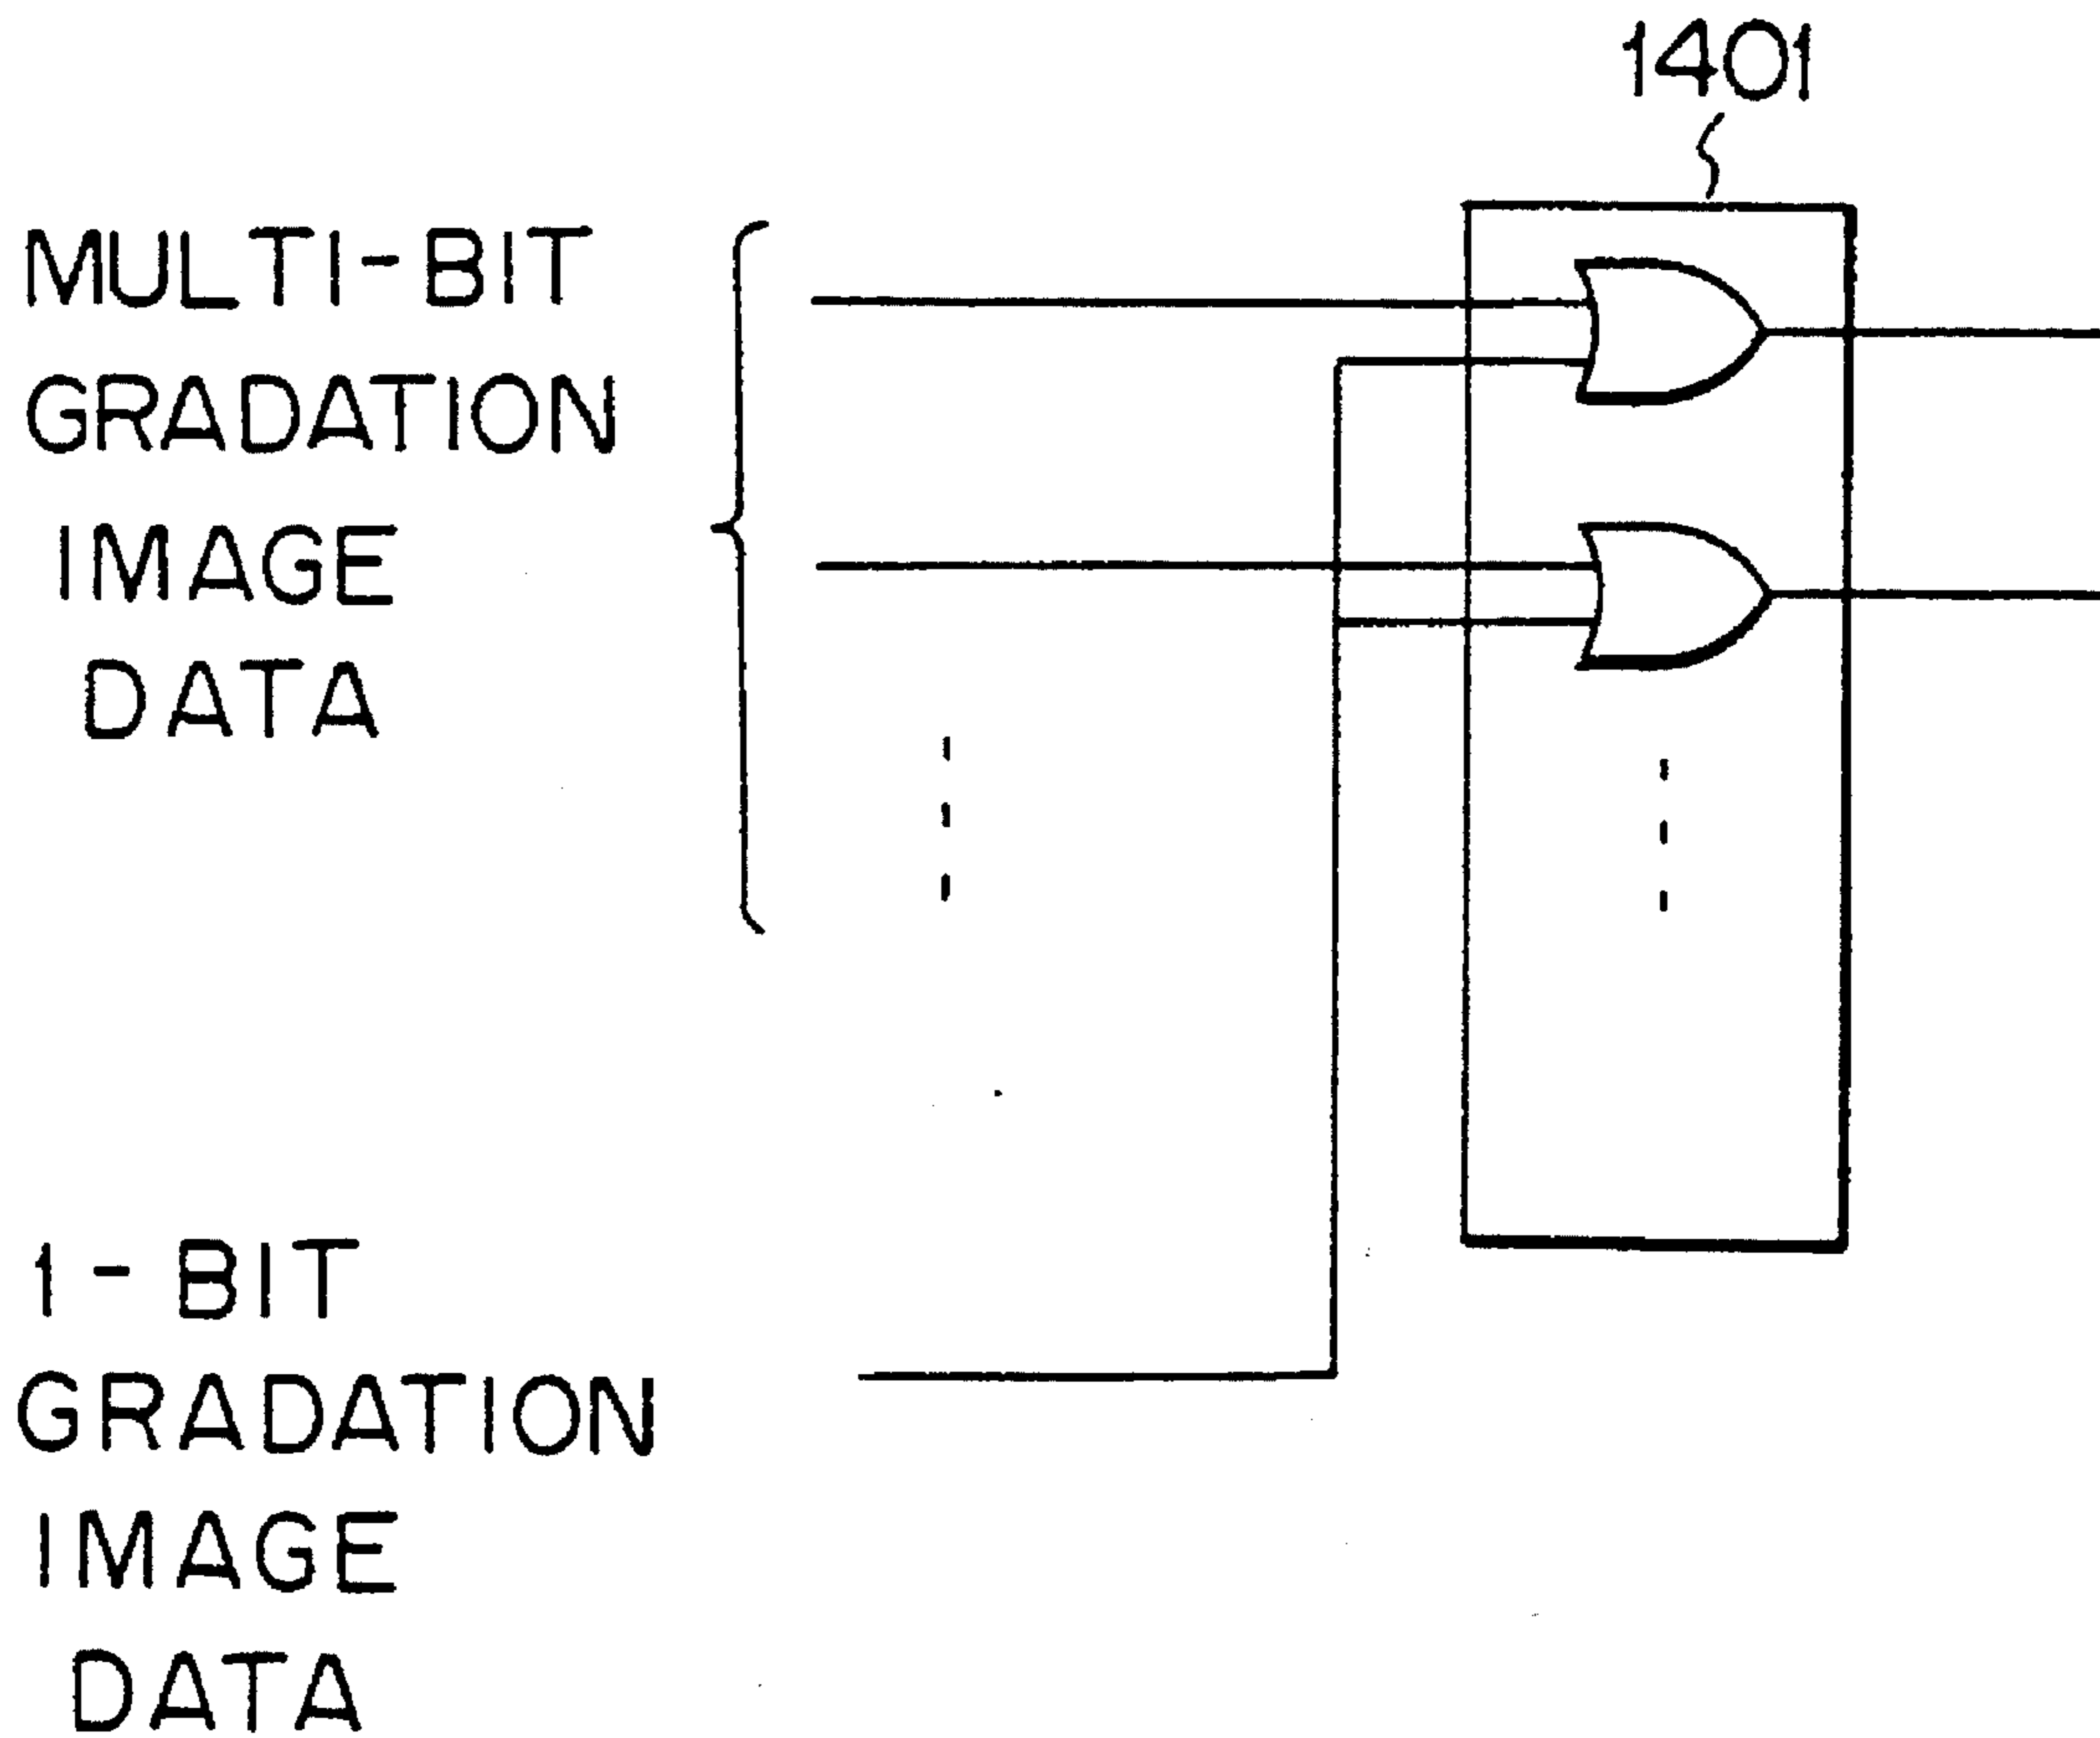 1401
MULTI-BIT
GRADATION
IMAGE
DATA
1-BIT
GRADATION
IMAGE
DATA